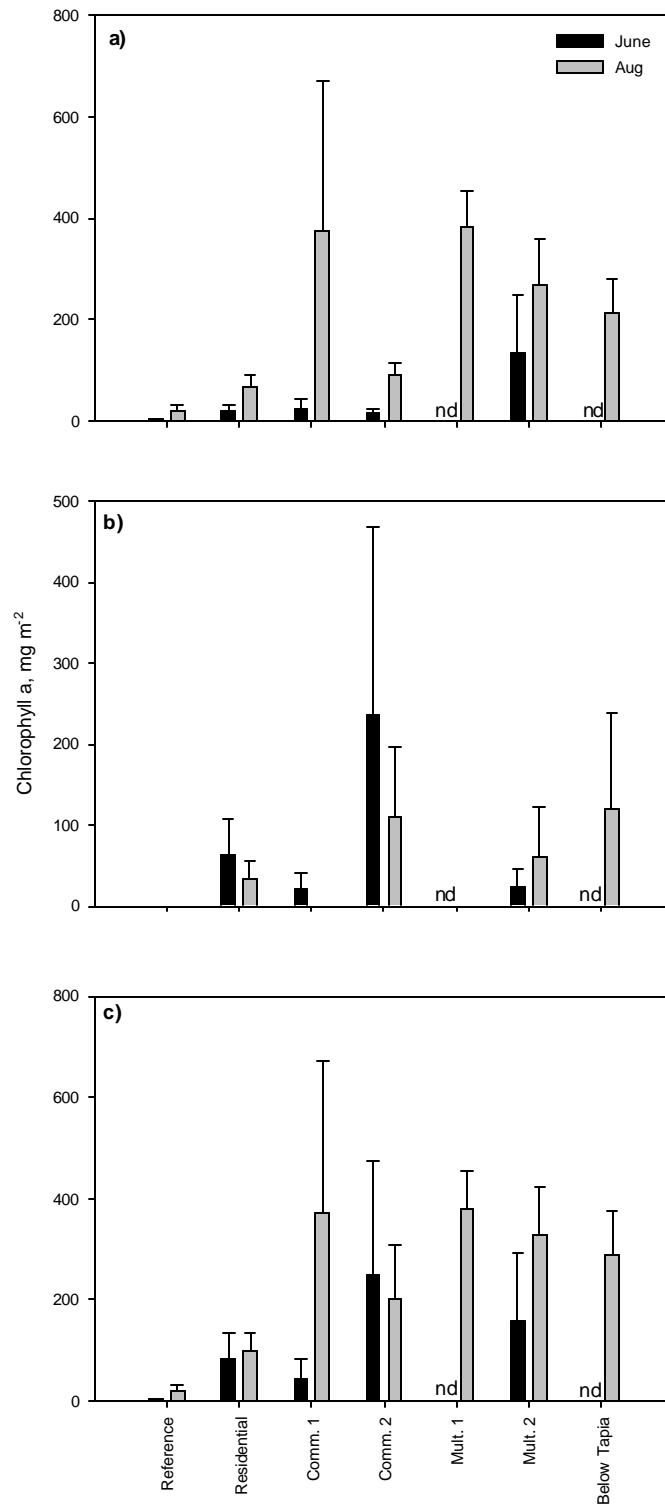 a)
June
Aug
800
600
400
200
0
nd
nd
b)
500
400
300
200
100
0
nd
nd
Chlorophyll a, mg m-2
c)
800
600
400
200
0
nd
nd
Reference
Residential
Comm. 1
Comm. 2
Mult. 1
Mult. 2
Below Tapia